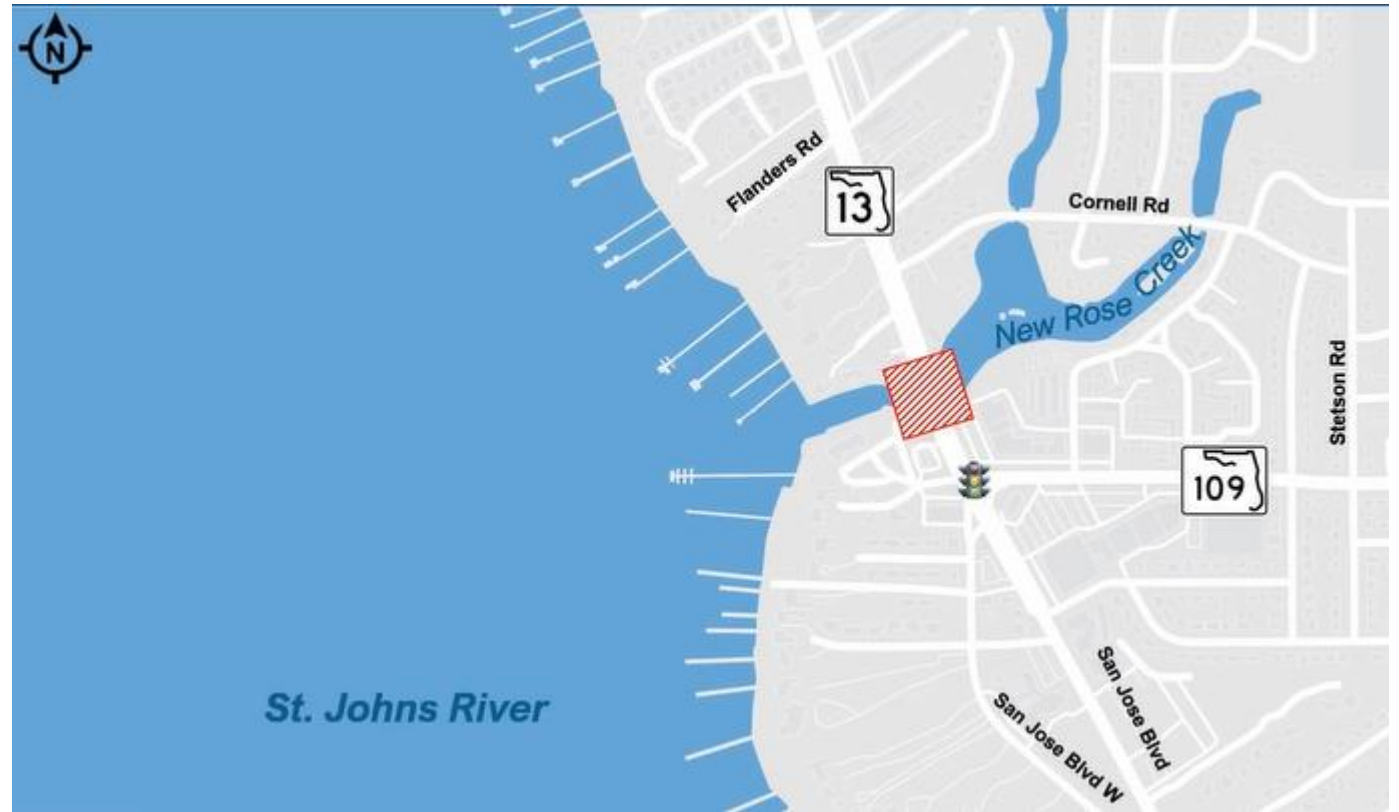 N
Flanders Rd
13
Cornell Rd
New Rose Creek
Stetson Rd
109
St. Johns River
San Jose Blvd
San Jose Blvd W